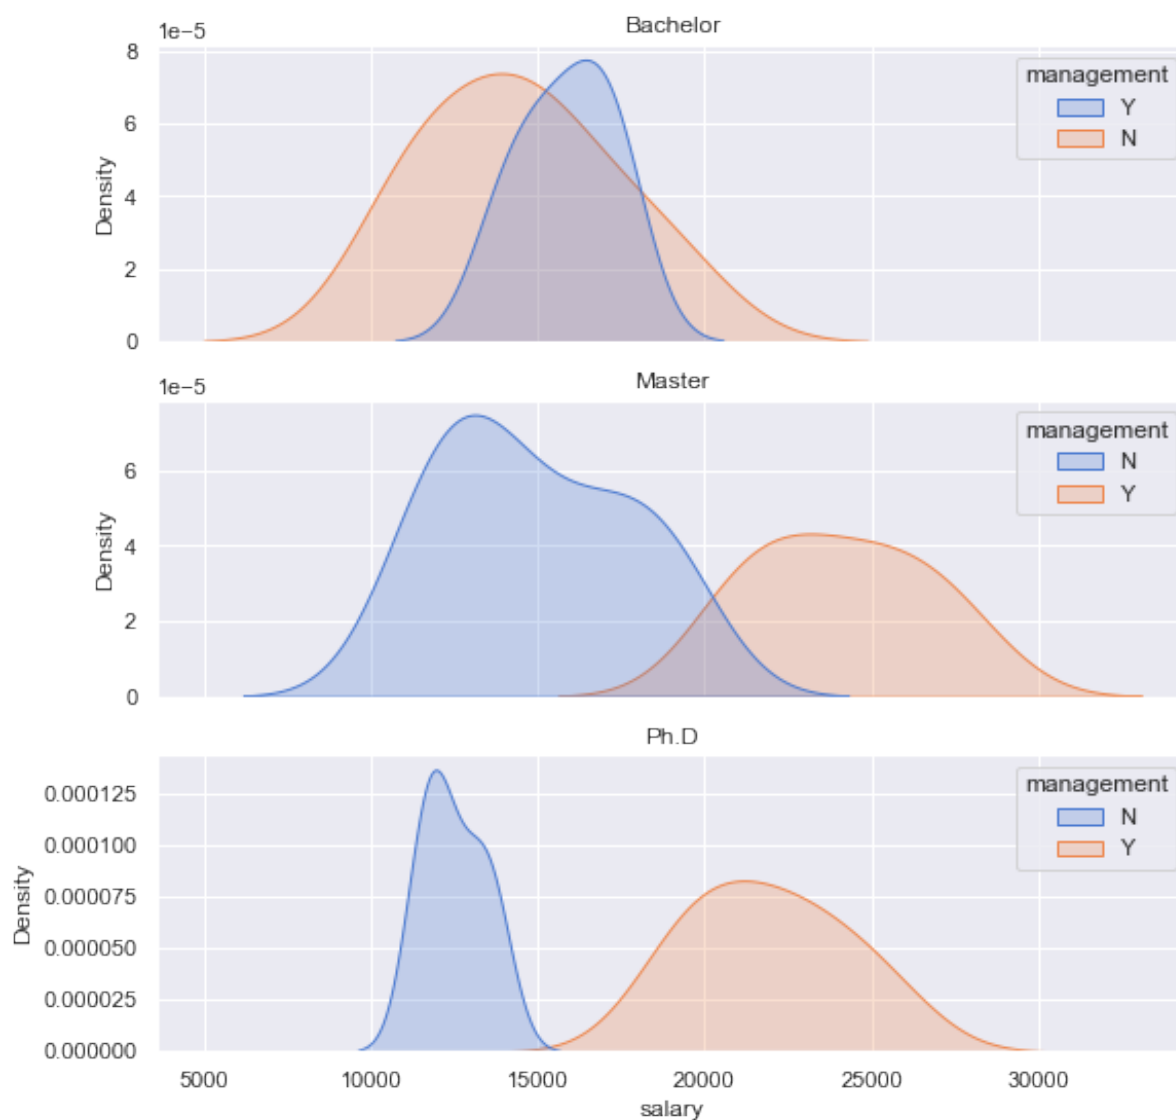 Bachelor
1e−5
8
6
4
2
0
Density
management
Y
N
Master
1e−5
6
4
2
0
Density
management
N
Y
Ph.D
0.000125
0.000100
0.000075
0.000050
0.000025
0.000000
Density
management
N
Y
5000 10000 15000 20000 25000 30000
salary